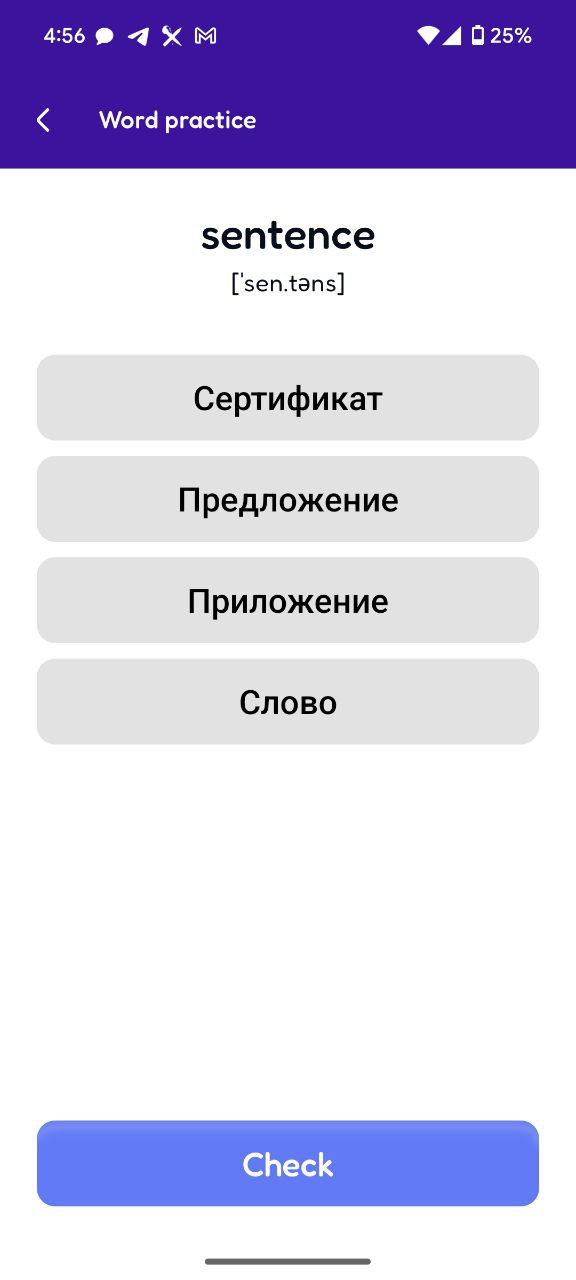 4:56 25%
Word practice
sentence
[ˈsen.təns]
Сертификат
Предложение
Приложение
Слово
Check